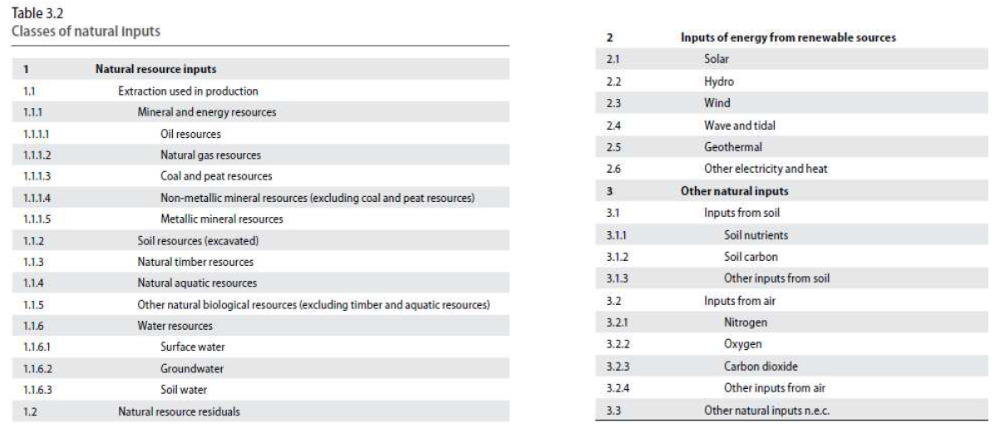 Table 3.2
Classes of natural inputs
1 Natural resource inputs
1.1 Extraction used in production
1.1.1 Mineral and energy resources
1.1.1.1 Oil resources
1.1.1.2 Natural gas resources
1.1.1.3 Coal and peat resources
1.1.1.4 Non-metallic mineral resources (excluding coal and peat resources)
1.1.1.5 Metallic mineral resources
1.1.2 Soil resources (excavated)
1.1.3 Natural timber resources
1.1.4 Natural aquatic resources
1.1.5 Other natural biological resources (excluding timber and aquatic resources)
1.1.6 Water resources
1.1.6.1 Surface water
1.1.6.2 Groundwater
1.1.6.3 Soil water
1.2 Natural resource residuals
2 Inputs of energy from renewable sources
2.1 Solar
2.2 Hydro
2.3 Wind
2.4 Wave and tidal
2.5 Geothermal
2.6 Other electricity and heat
3 Other natural inputs
3.1 Inputs from soil
3.1.1 Soil nutrients
3.1.2 Soil carbon
3.1.3 Other inputs from soil
3.2 Inputs from air
3.2.1 Nitrogen
3.2.2 Oxygen
3.2.3 Carbon dioxide
3.2.4 Other inputs from air
3.3 Other natural inputs n.e.c.